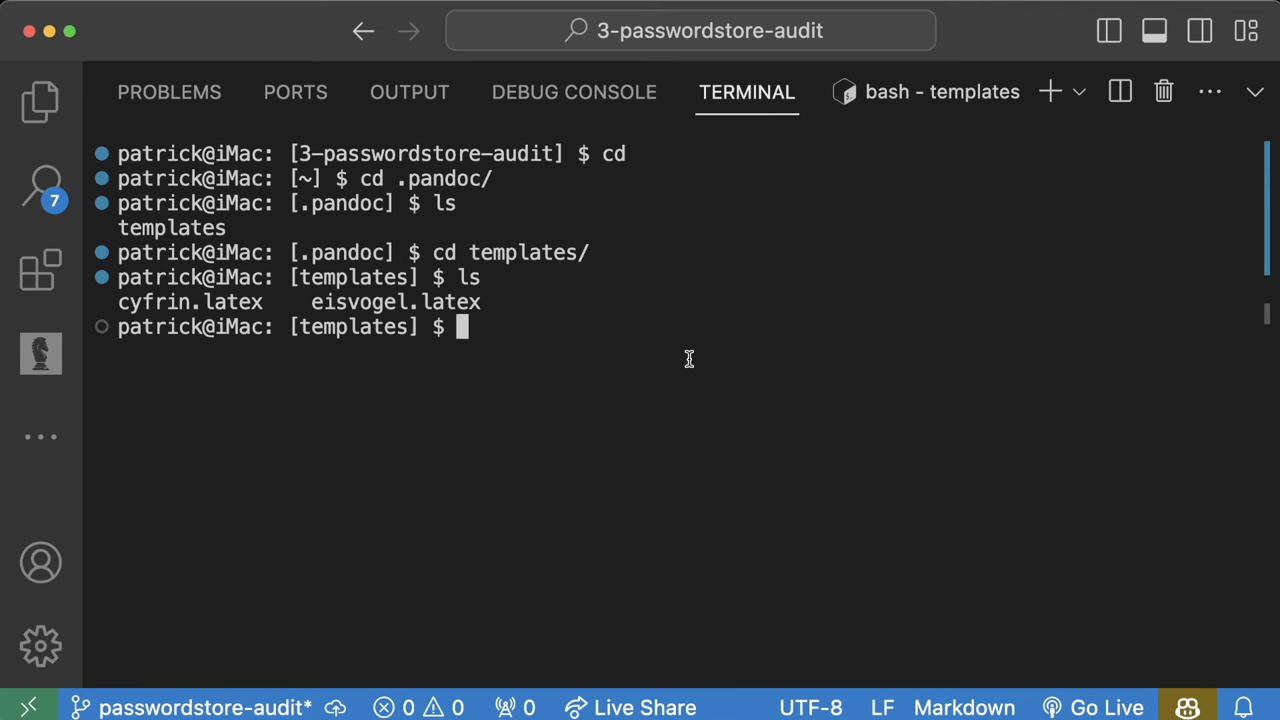 3-passwordstore-audit
PROBLEMS PORTS OUTPUT DEBUG CONSOLE TERMINAL bash - templates
patrick@iMac: [3-passwordstore-audit] $ cd
patrick@iMac: [~] $ cd .pandoc/
patrick@iMac: [.pandoc] $ ls
templates
patrick@iMac: [.pandoc] $ cd templates/
patrick@iMac: [templates] $ ls
cyfrin.latex eisvogel.latex
patrick@iMac: [templates] $
7
passwordstore-audit* 0 0 0 Live Share UTF-8 LF Markdown Go Live